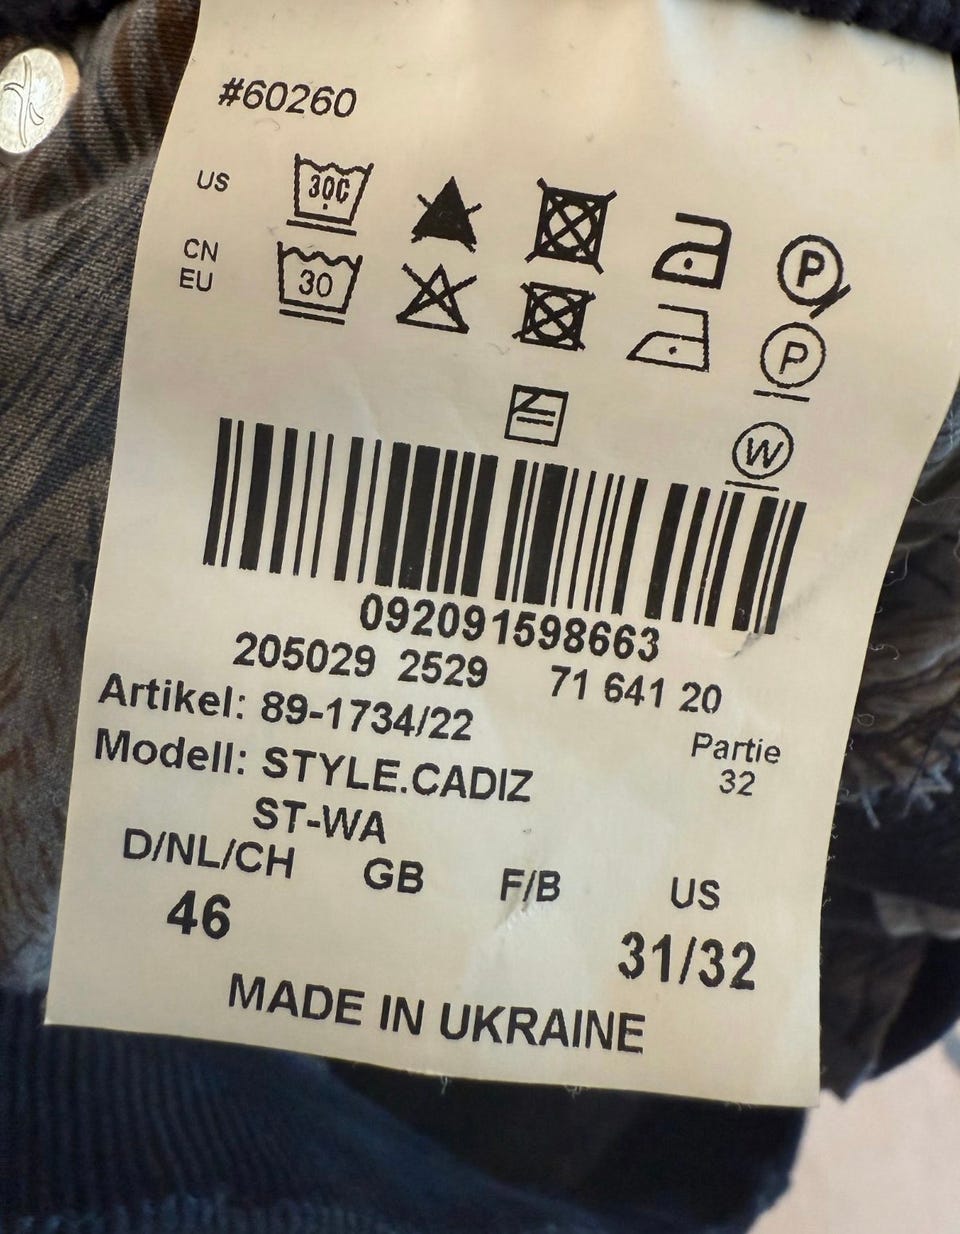 #60260
US
30C
P
CN
EU
30
P
W
092091598663
205029 2529 71 641 20
Artikel: 89-1734/22
Partie
32
Modell: STYLE.CADIZ
ST-WA
D/NL/CH GB F/B US
46 31/32
MADE IN UKRAINE